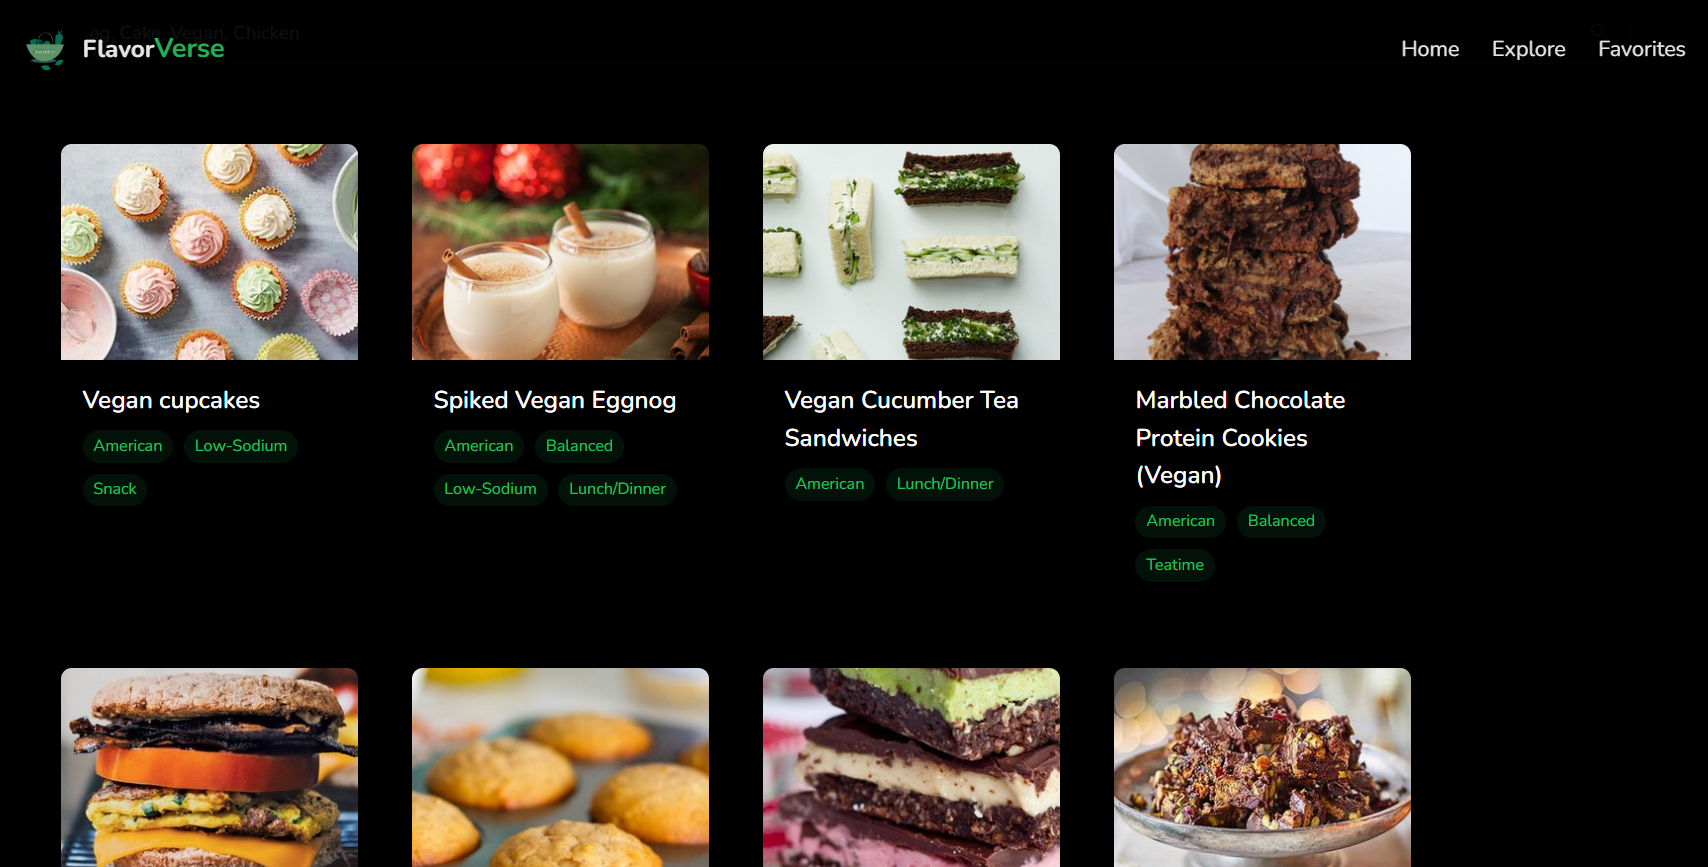 eg. Cake, Vegan, Chicken
FlavorVerse
Home Explore Favorites
Vegan cupcakes
American Low-Sodium
Snack
Spiked Vegan Eggnog
American Balanced
Low-Sodium Lunch/Dinner
Vegan Cucumber Tea
Sandwiches
American Lunch/Dinner
Marbled Chocolate
Protein Cookies
(Vegan)
American Balanced
Teatime